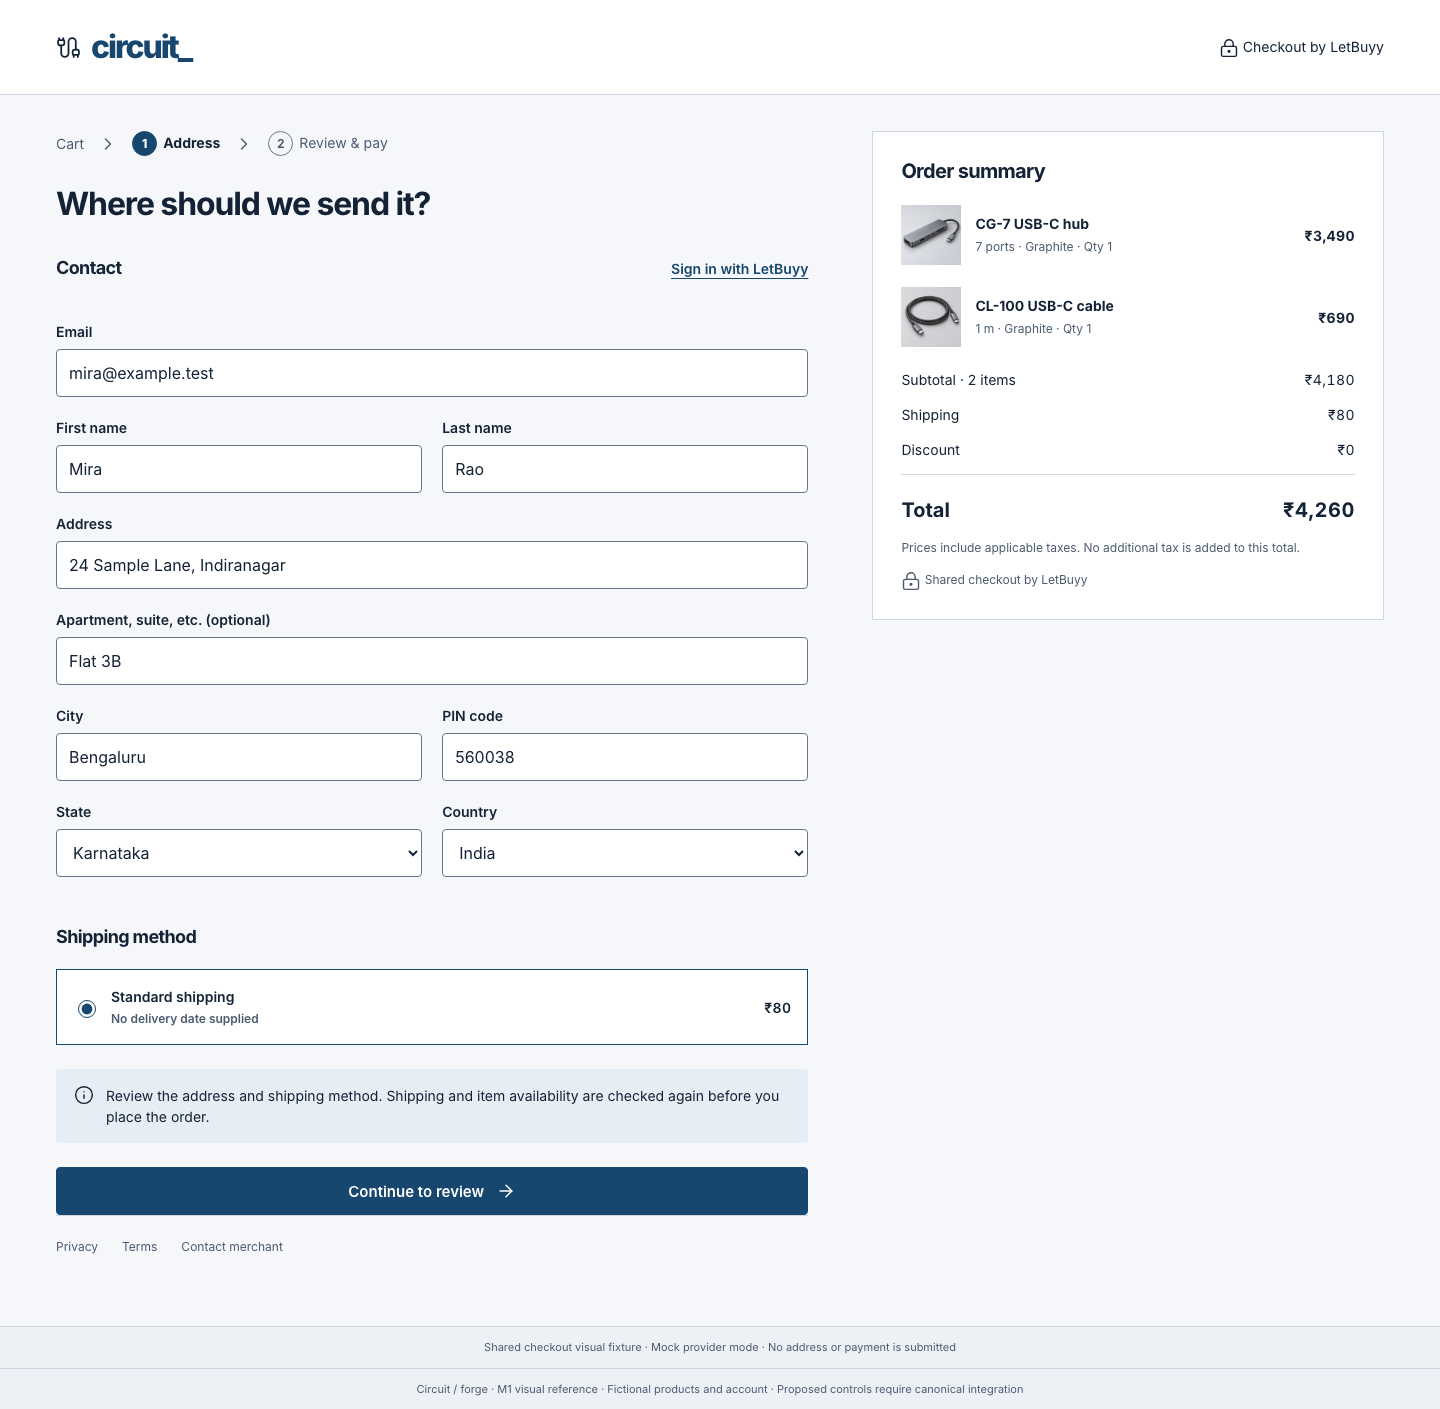 circuit_
Checkout by LetBuyy
Cart
1 Address
2 Review & pay
Where should we send it?
Contact
Sign in with LetBuyy
Email
mira@example.test
First name
Last name
Mira
Rao
Address
24 Sample Lane, Indiranagar
Apartment, suite, etc. (optional)
Flat 3B
City
PIN code
Bengaluru
560038
State
Country
Karnataka
India
Shipping method
Standard shipping
No delivery date supplied
₹80
Review the address and shipping method. Shipping and item availability are checked again before you
place the order.
Continue to review
Privacy
Terms
Contact merchant
Order summary
CG-7 USB-C hub
7 ports · Graphite · Qty 1
₹3,490
CL-100 USB-C cable
1 m · Graphite · Qty 1
₹690
Subtotal · 2 items ₹4,180
Shipping ₹80
Discount ₹0
Total ₹4,260
Prices include applicable taxes. No additional tax is added to this total.
Shared checkout by LetBuyy
Shared checkout visual fixture · Mock provider mode · No address or payment is submitted
Circuit / forge · M1 visual reference · Fictional products and account · Proposed controls require canonical integration